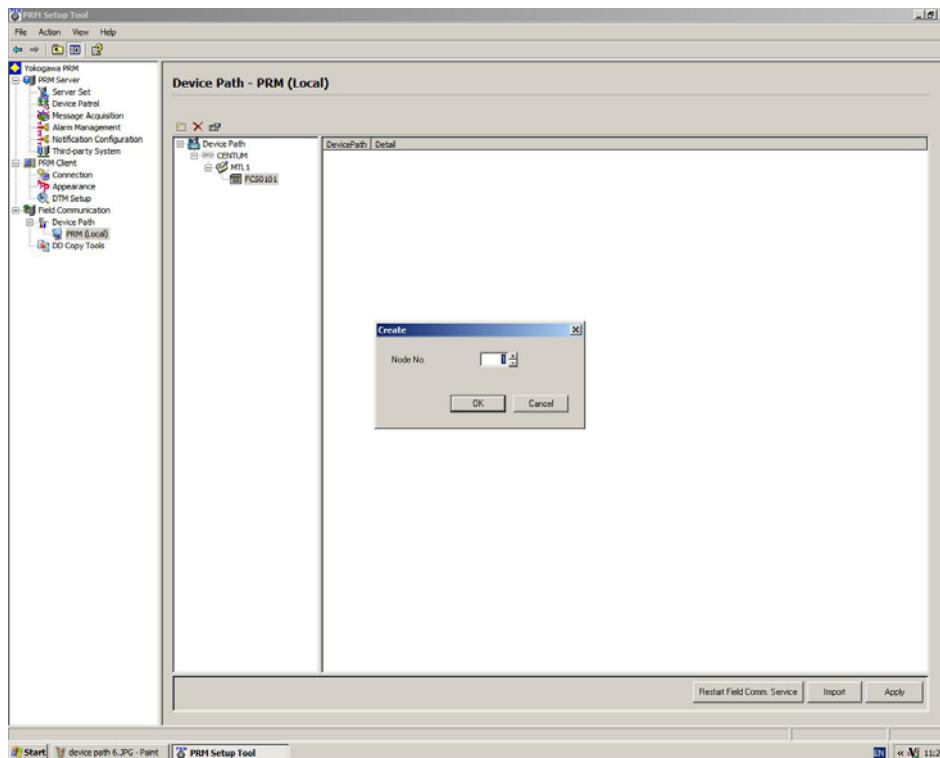 PRM Setup Tool
File Action View Help
Yokogawa PRM
PRM Server
Server Set
Device Patrol
Message Acquisition
Alarm Management
Notification Configuration
Third-party System
PRM Client
Connection
Appearance
DTM Setup
Field Communication
Device Path
PRM (Local)
DD Copy Tools
Device Path - PRM (Local)
Device Path
CENTUM
MTL1
FCS0101
DevicePath Detail
Create
Node No. 1
OK Cancel
Restart Field Comm. Service Import Apply
Start device path 6.JPG - Paint PRM Setup Tool EN « 11:2